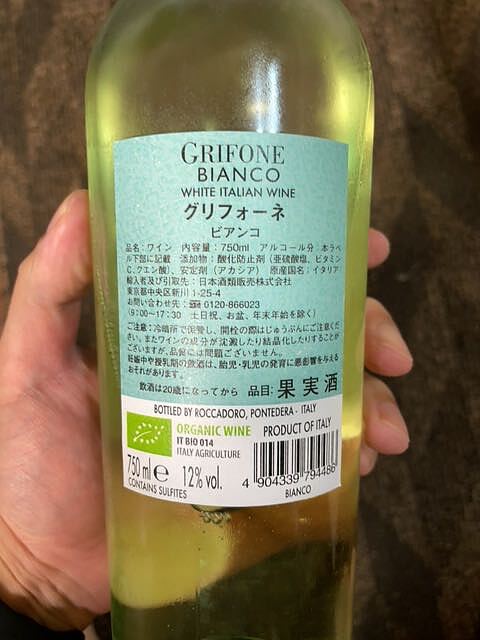 GRIFONE
BIANCO
WHITE ITALIAN WINE
グリフォーネ
ビアンコ
品名：ワイン 内容量：750ml アルコール分：本ラベ
ル下部に記載 添加物：酸化防止剤（亜硫酸塩、ビタミン
C、クエン酸）、安定剤（アカシア） 原産国名：イタリア
輸入者及び引取先：日本酒類販売株式会社
東京都中央区新川1-25-4
お問い合わせ先：☎0120-866023
（9:00～17:30 土日祝、お盆、年末年始を除く）
ご注意：冷暗所で保管し、開栓の際はじゅうぶんにご注意くだ
さい。またワインの成分が沈澱したり結晶化したりすることが
ございますが、品質には問題ございません。
妊娠中や授乳期の飲酒は、胎児・乳児の発育に悪影響を与える
おそれがあります。
飲酒は20歳になってから 品目：果実酒
BOTTLED BY ROCCADORO, PONTEDERA - ITALY
ORGANIC WINE PRODUCT OF ITALY
IT BIO 014
ITALY AGRICULTURE
750 ml e 12% vol.
CONTAINS SULFITES
4 904339 794486
BIANCO